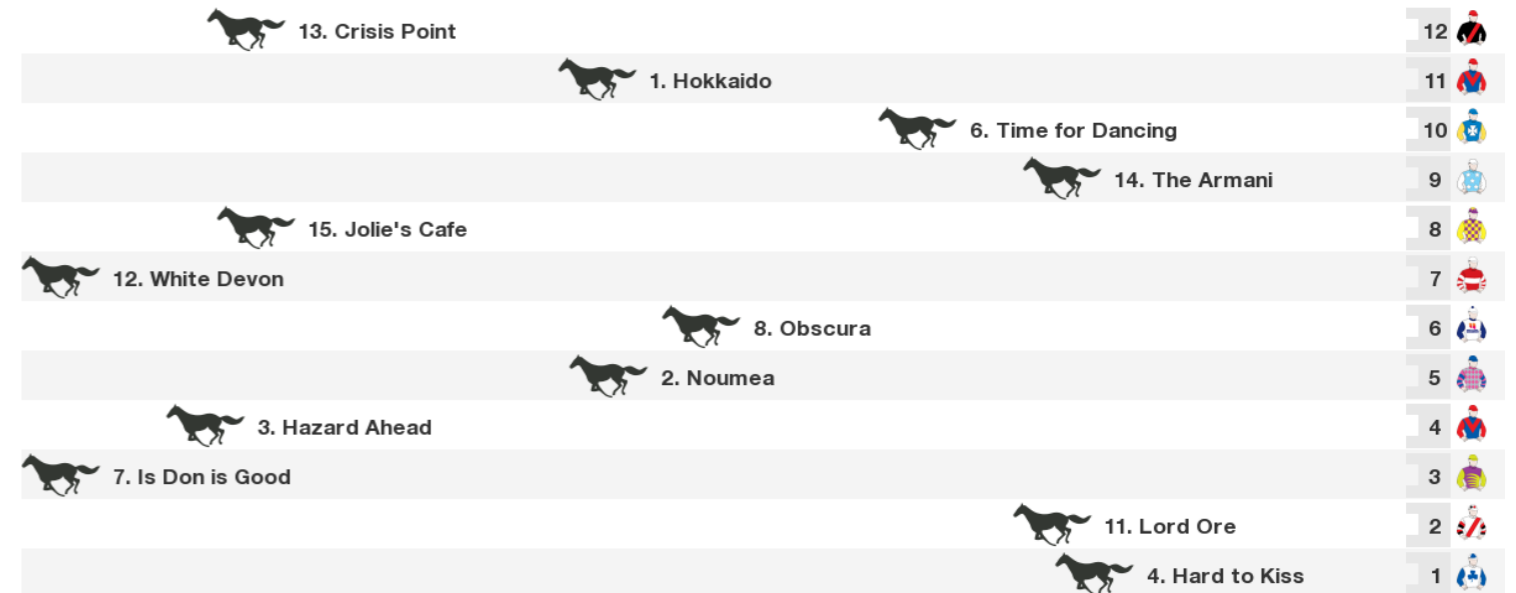 13. Crisis Point 12
1. Hokkaido 11
6. Time for Dancing 10
14. The Armani 9
15. Jolie's Cafe 8
12. White Devon 7
8. Obscura 6
2. Noumea 5
3. Hazard Ahead 4
7. Is Don is Good 3
11. Lord Ore 2
4. Hard to Kiss 1